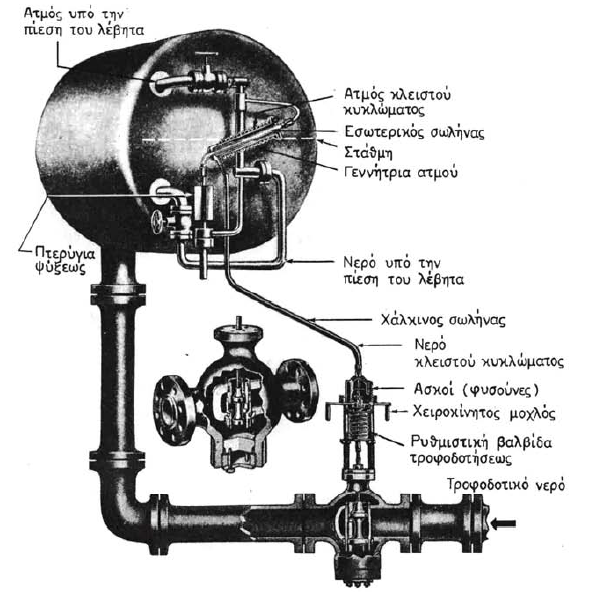 Ατμός υπό την
πίεση του λέβητα
Ατμός κλειστού
κυκλώματος
Εσωτερικός σωλήνας
Στάθμη
Γεννήτρια ατμού
Πτερύγια
ψύξεως
Νερό υπό την
πίεση του λέβητα
Χάλκινος σωλήνας
Νερό
κλειστού κυκλώματος
Ασκοί (φυσούνες)
Χειροκίνητος μοχλός
Ρυθμιστική βαλβίδα
τροφοδοτήσεως
Τροφοδοτικό νερό